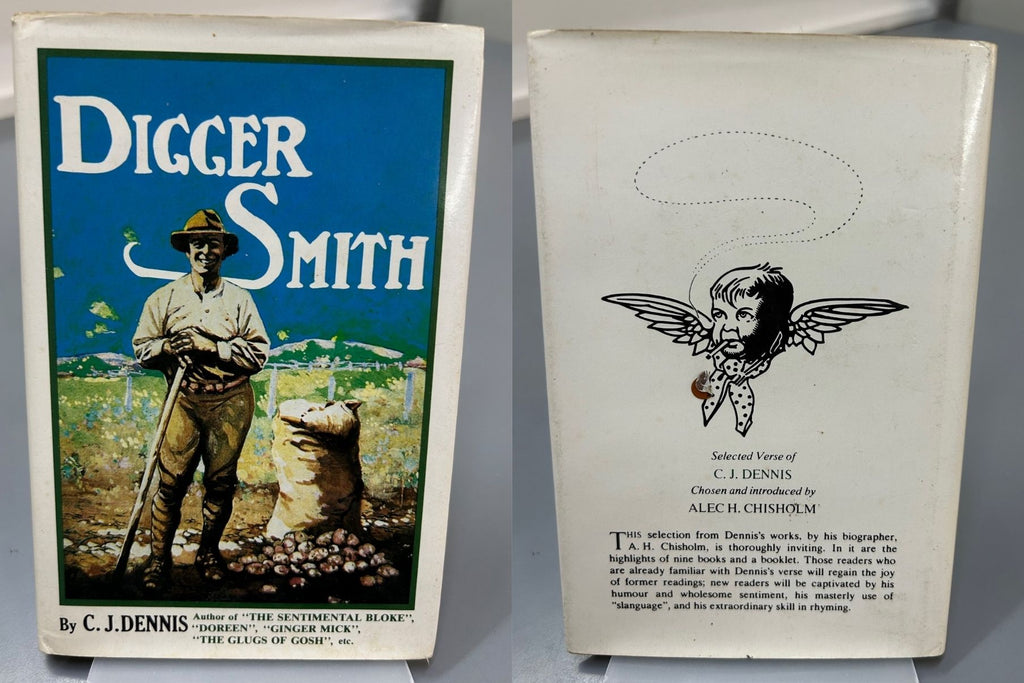 DIGGER
SMITH
By C. J. DENNIS
Author of "THE SENTIMENTAL BLOKE",
"DOREEN", "GINGER MICK",
"THE GLUGS OF GOSH", etc.
Selected Verse of
C. J. DENNIS
Chosen and introduced by
ALEC H. CHISHOLM
THIS selection from Dennis's works, by his biographer,
A. H. Chisholm, is thoroughly inviting. In it are the
highlights of nine books and a booklet. Those readers who
are already familiar with Dennis's verse will regain the joy
of former readings; new readers will be captivated by his
humour and wholesome sentiment, his masterly use of
"slanguage", and his extraordinary skill in rhyming.